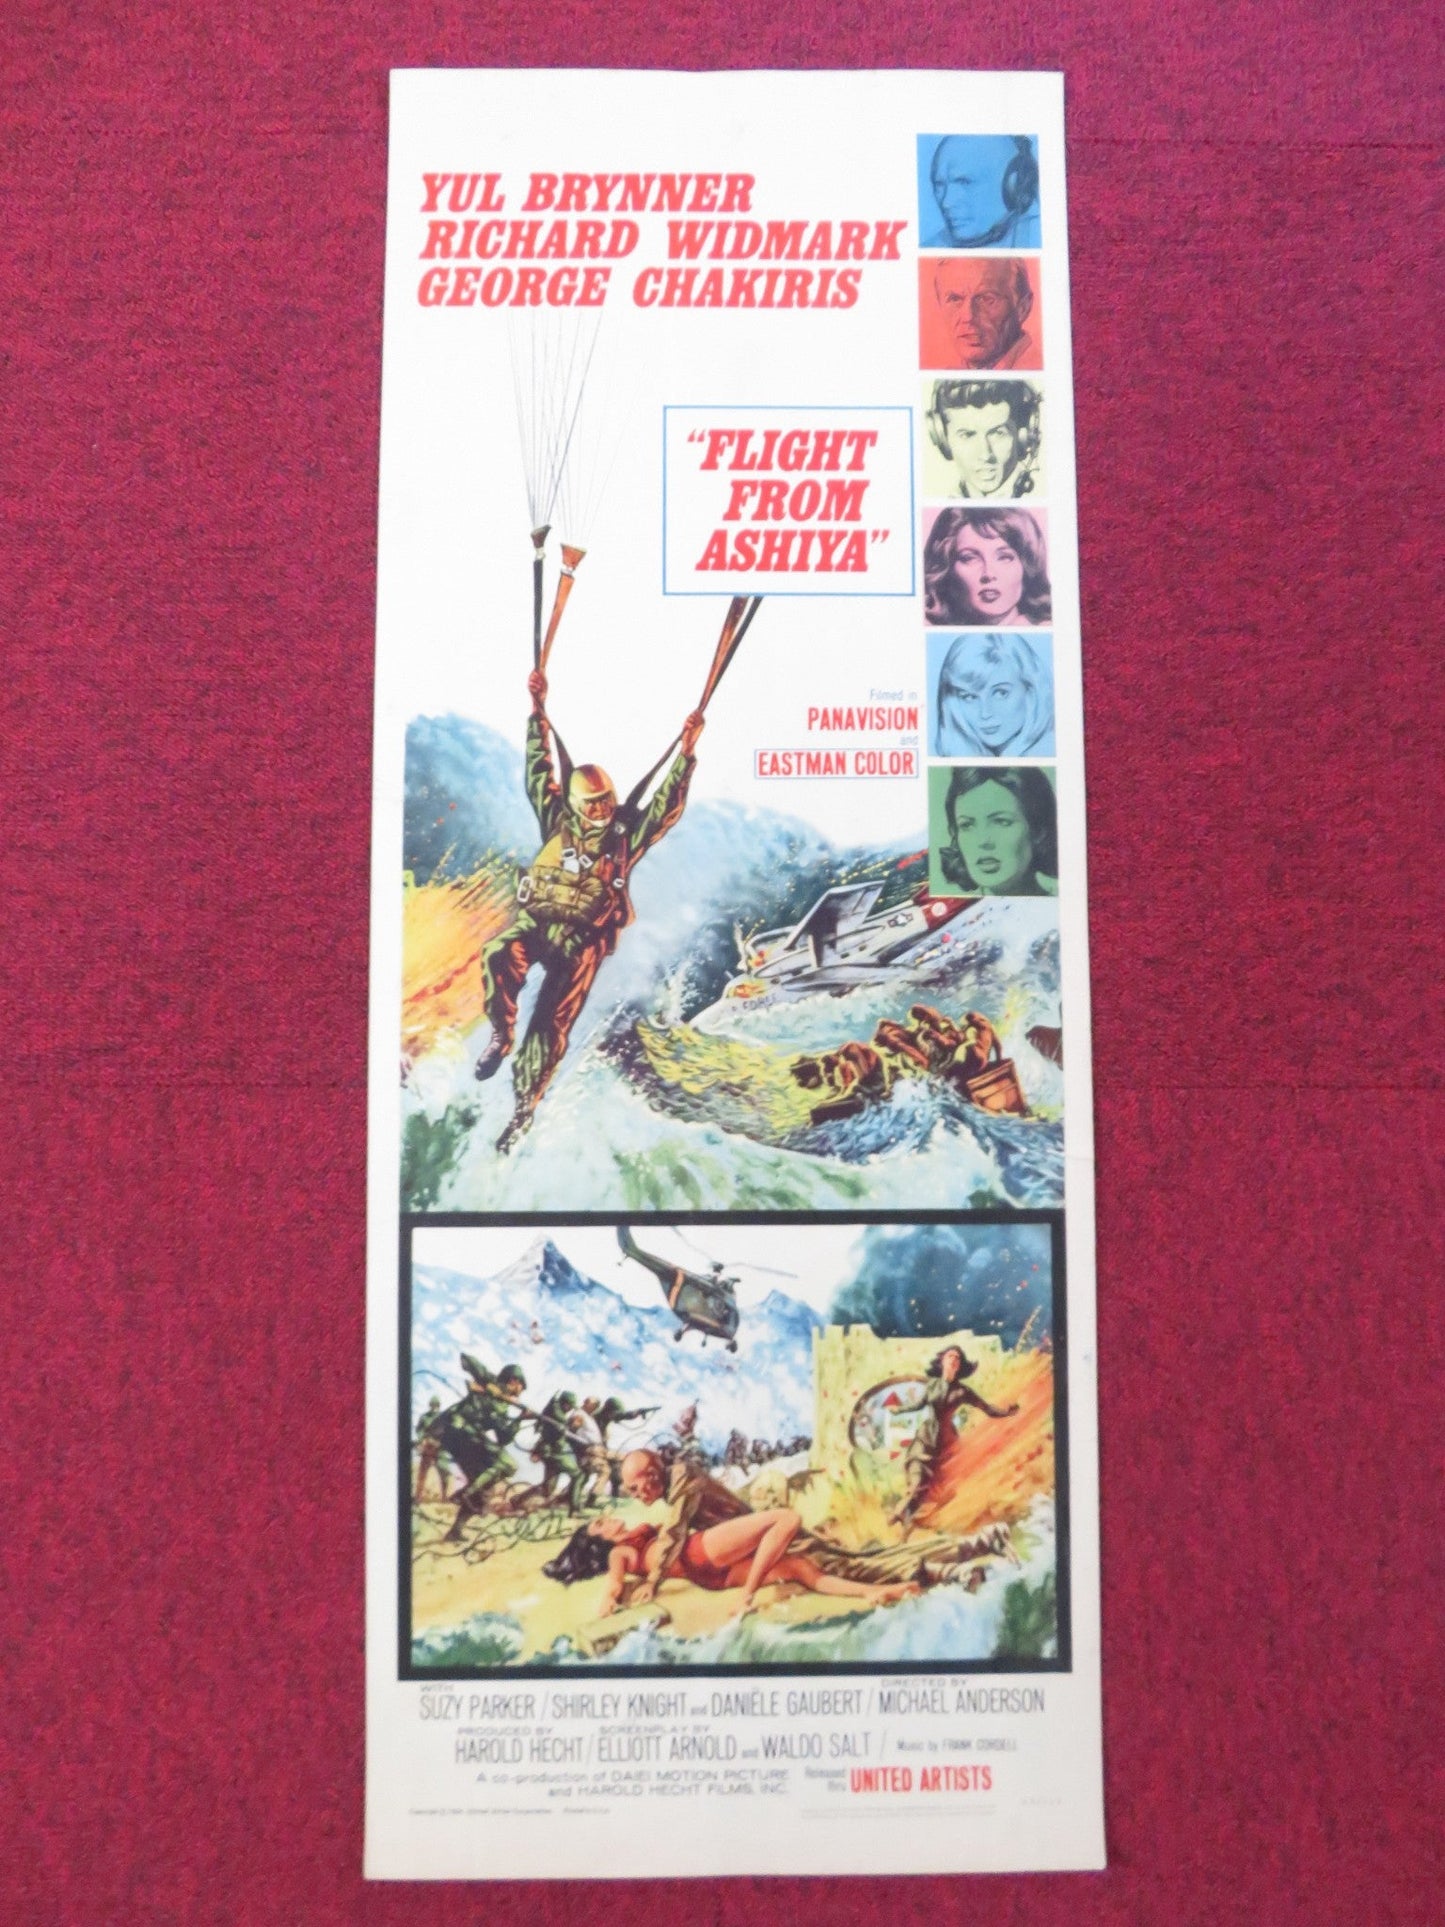 YUL BRYNNER
RICHARD WIDMARK
GEORGE CHAKIRIS
"FLIGHT
FROM
ASHIYA"
Filmed in
PANAVISION
and
EASTMAN COLOR
FORCE
WITH
SUZY PARKER / SHIRLEY KNIGHT and DANIÈLE GAUBERT / DIRECTED BY MICHAEL ANDERSON
PRODUCED BY HAROLD HECHT / SCREENPLAY BY ELLIOTT ARNOLD and WALDO SALT / Music by FRANK CORDELL
A co-production of DAIEI MOTION PICTURE
and HAROLD HECHT FILMS, INC.
Released thru UNITED ARTISTS